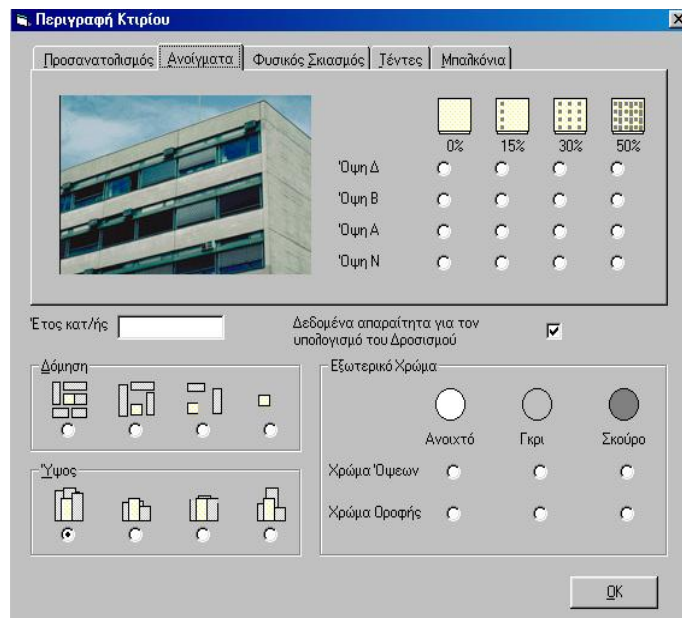 Περιγραφή Κτιρίου
Προσανατολισμός Ανοίγματα Φυσικός Σκιασμός Τέντες Μπαλκόνια
0% 15% 30% 50%
Όψη Δ
Όψη Β
Όψη Α
Όψη Ν
Έτος κατ/ής
Δεδομένα απαραίτητα για τον
υπολογισμό του Δροσισμού
Δόμηση
Εξωτερικό Χρώμα
Ανοιχτό Γκρι Σκούρο
Ύψος
Χρώμα Όψεων
Χρώμα Οροφής
OK